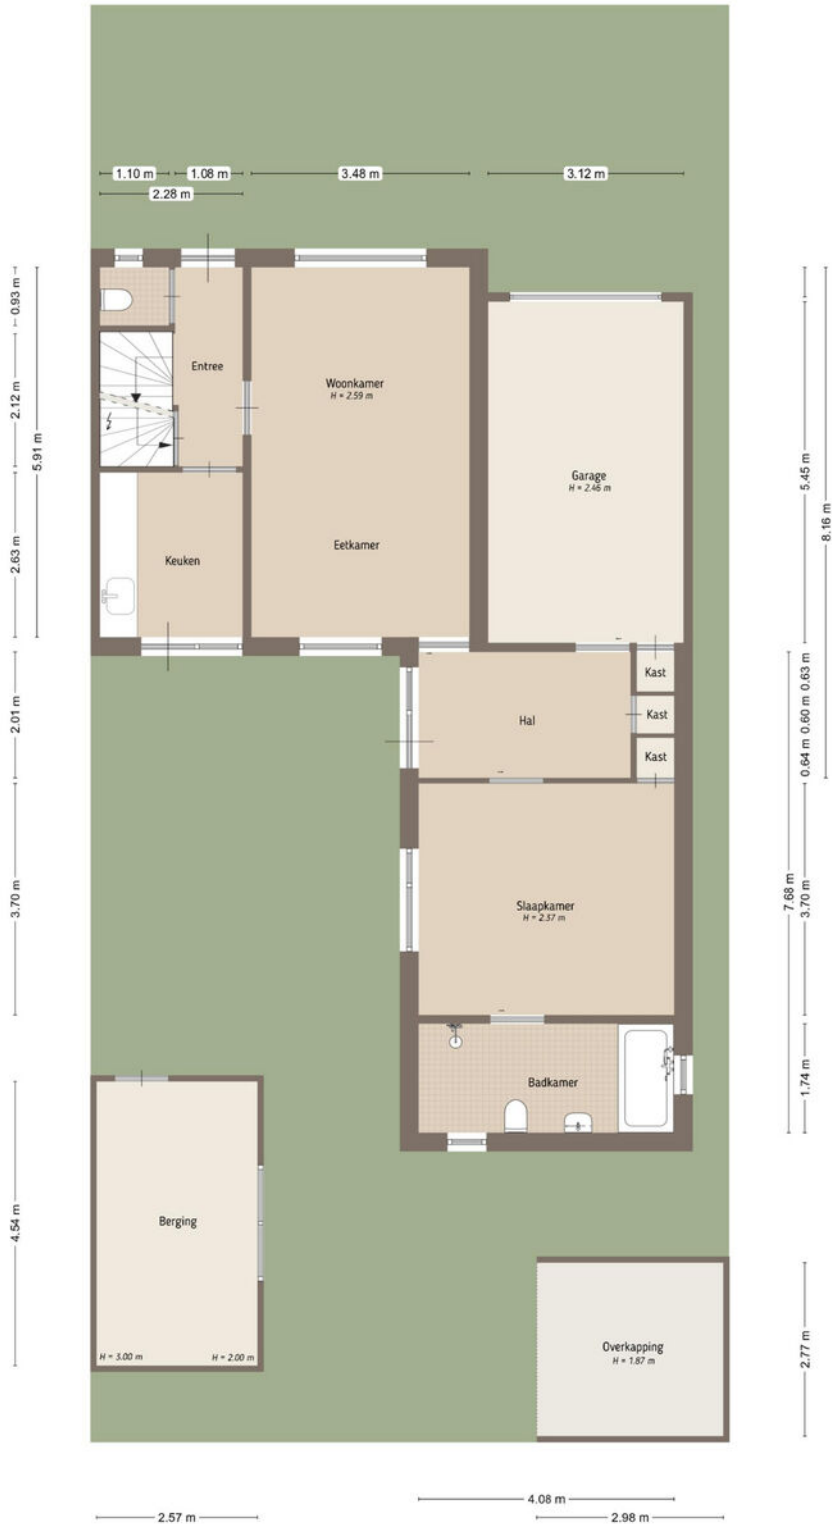 1.10 m 1.08 m 3.48 m 3.12 m
2.28 m
0.93 m
2.12 m
5.91 m
2.63 m
2.01 m
3.70 m
4.54 m
Entree
Woonkamer
H = 2.59 m
Garage
H = 2.46 m
Eetkamer
Keuken
Kast
Hal
Kast
Kast
Slaapkamer
H = 2.37 m
Badkamer
Berging
H = 3.00 m H = 2.00 m
Overkapping
H = 1.87 m
5.45 m
8.16 m
0.63 m
0.60 m
0.64 m
7.68 m
3.70 m
1.74 m
2.77 m
4.08 m
2.57 m 2.98 m